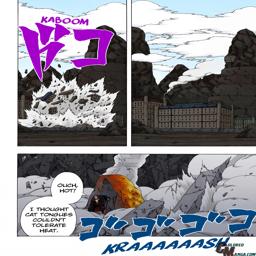 KABOOM
ドコ
OUCH,
HOT!
I THOUGHT
CAT TONGUES
COULDN'T
TOLERATE
HEAT.
ゴゴゴゴ
KRAAAAAASH